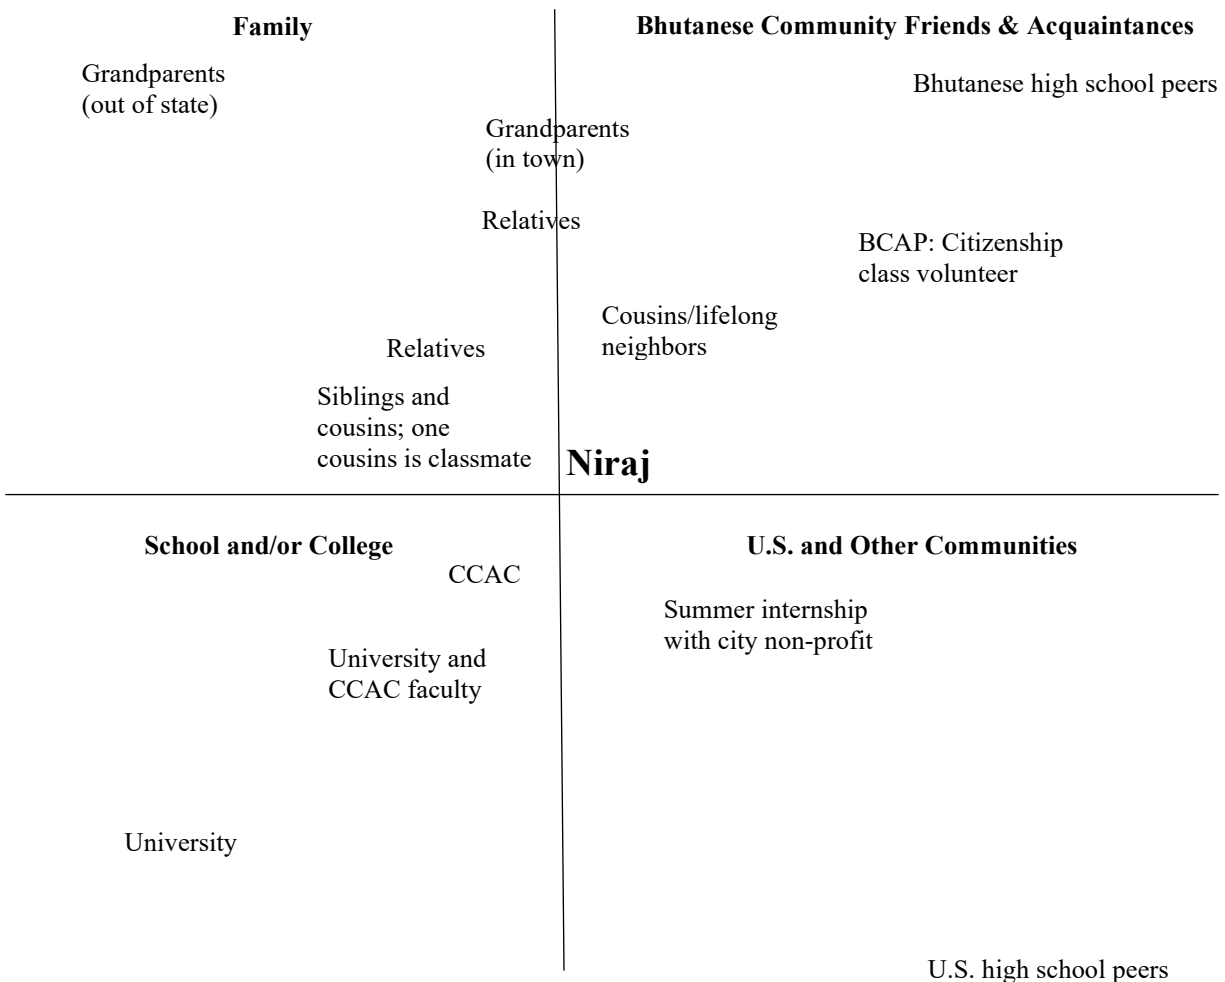 Family
Bhutanese Community Friends & Acquaintances
Grandparents
(out of state)
Bhutanese high school peers
Grandparents
(in town)
Relatives
BCAP: Citizenship
class volunteer
Cousins/lifelong
neighbors
Relatives
Siblings and
cousins; one
cousins is classmate
Niraj
School and/or College
U.S. and Other Communities
CCAC
Summer internship
with city non-profit
University and
CCAC faculty
University
U.S. high school peers